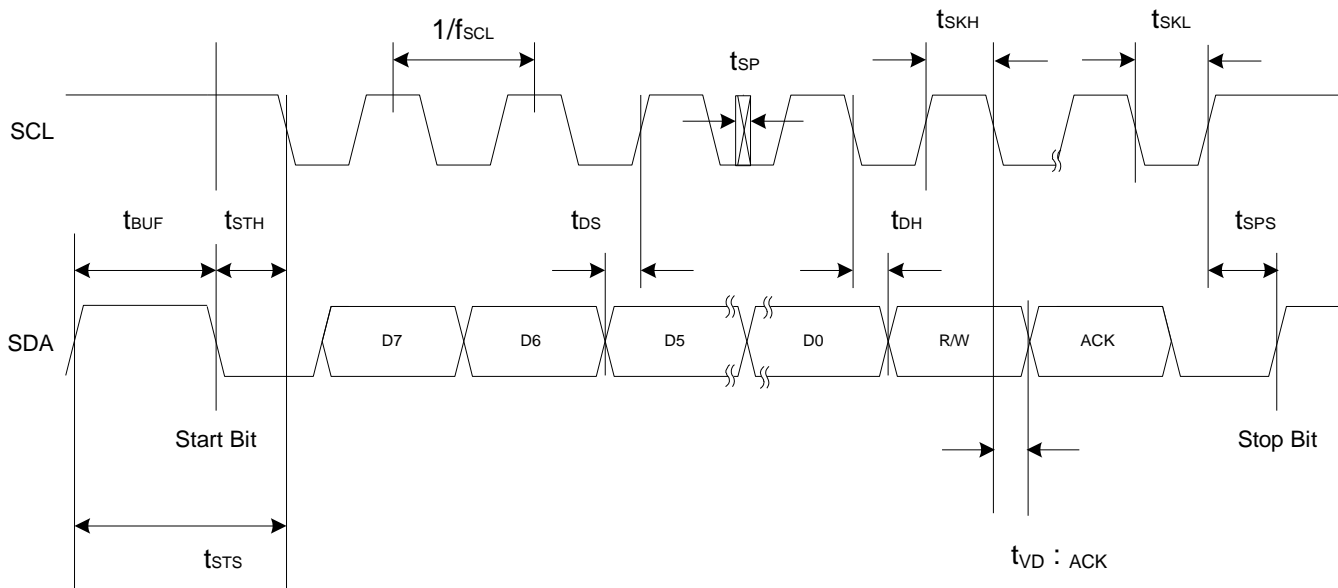 1/fSCL
tSP
tSKH
tSKL
SCL
tBUF
tSTH
tDS
tDH
tSPS
SDA
D7
D6
D5
D0
R/W
ACK
Start Bit
Stop Bit
tSTS
tVD : ACK